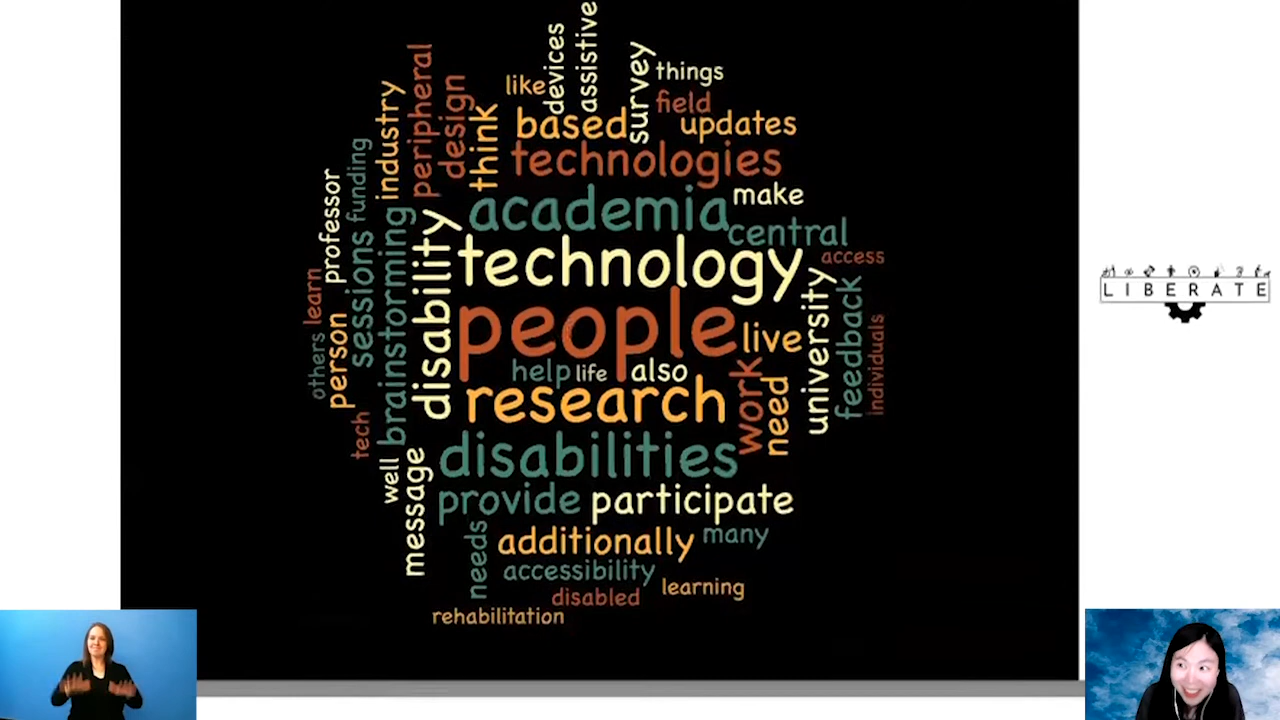 devices
assistive
survey
things
like
field
peripheral
design
industry
think
based
updates
technologies
funding
professor
academia
make
central
access
sessions
brainstorming
disability
technology
LIBERATE
learn
others
person
people
live
university
feedback
individuals
help
life
also
research
work
need
tech
well
message
disabilities
provide
participate
needs
additionally
many
accessibility
learning
disabled
rehabilitation